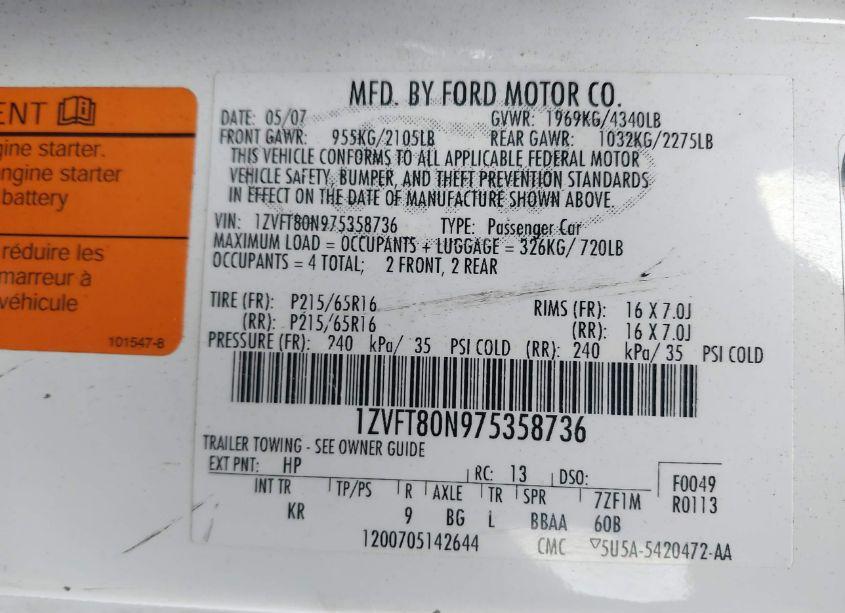 ENT
gine starter.
engine starter
battery
réduire les
marreur à
véhicule
101547-8
MFD. BY FORD MOTOR CO.
DATE: 05/07 GVWR: 1969KG/4340LB
FRONT GAWR: 955KG/2105LB REAR GAWR: 1032KG/2275LB
THIS VEHICLE CONFORMS TO ALL APPLICABLE FEDERAL MOTOR
VEHICLE SAFETY, BUMPER, AND THEFT PREVENTION STANDARDS
IN EFFECT ON THE DATE OF MANUFACTURE SHOWN ABOVE.
VIN: 1ZVFT80N975358736 TYPE: Passenger Car
MAXIMUM LOAD = OCCUPANTS + LUGGAGE = 326KG/ 720LB
OCCUPANTS = 4 TOTAL; 2 FRONT, 2 REAR
TIRE (FR): P215/65R16 RIMS (FR): 16 X 7.0J
(RR): P215/65R16 (RR): 16 X 7.0J
PRESSURE (FR): 240 kPa/ 35 PSI COLD (RR): 240 kPa/ 35 PSI COLD
1ZVFT80N975358736
TRAILER TOWING - SEE OWNER GUIDE
EXT PNT: HP RC: 13 DSO: F0049
INT TR TP/PS R AXLE TR SPR 7ZF1M R0113
KR 9 BG L BBAA 60B
1200705142644 CMC 5U5A-5420472-AA